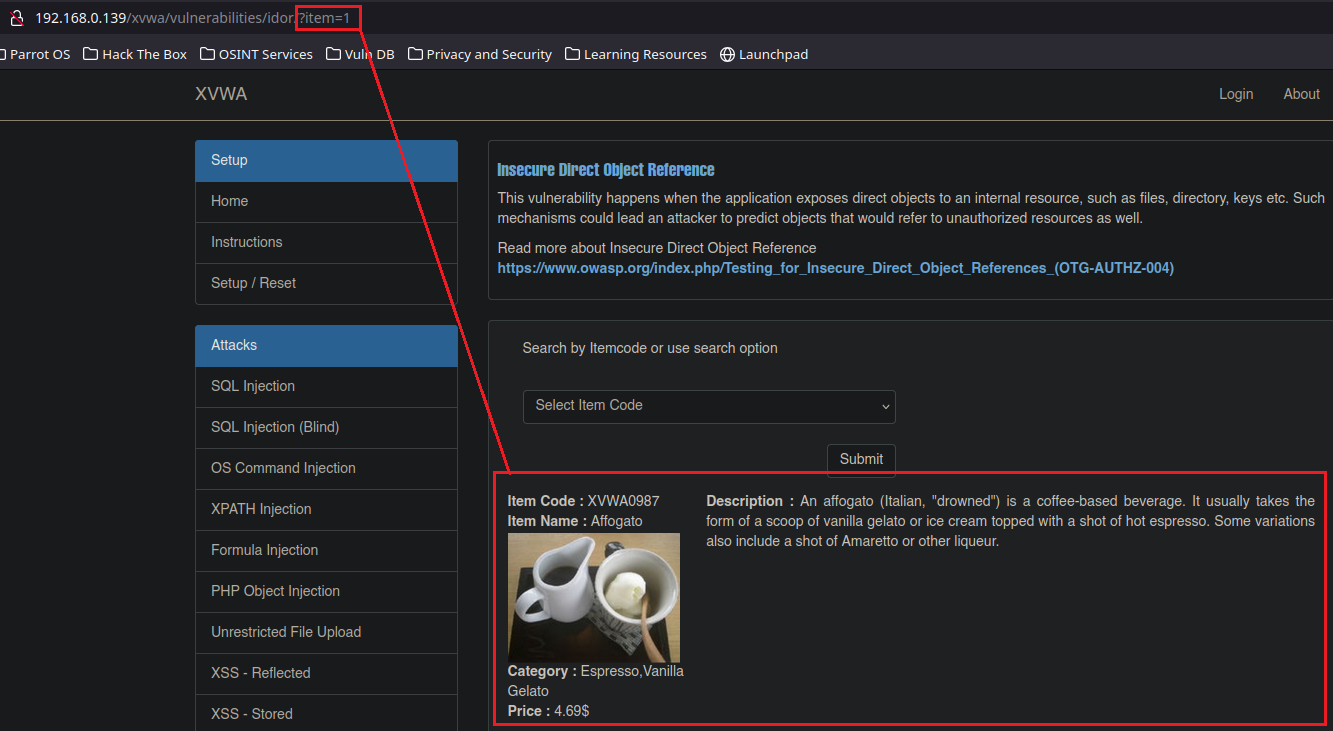 192.168.0.139/xvwa/vulnerabilities/idor/?item=1
Parrot OS Hack The Box OSINT Services Vuln DB Privacy and Security Learning Resources Launchpad
XVWA Login About
Setup
Home
Instructions
Setup / Reset
Attacks
SQL Injection
SQL Injection (Blind)
OS Command Injection
XPATH Injection
Formula Injection
PHP Object Injection
Unrestricted File Upload
XSS - Reflected
XSS - Stored
Insecure Direct Object Reference
This vulnerability happens when the application exposes direct objects to an internal resource, such as files, directory, keys etc. Such
mechanisms could lead an attacker to predict objects that would refer to unauthorized resources as well.
Read more about Insecure Direct Object Reference
https://www.owasp.org/index.php/Testing_for_Insecure_Direct_Object_References_(OTG-AUTHZ-004)
Search by Itemcode or use search option
Select Item Code
Submit
Item Code : XVWA0987
Item Name : Affogato
Category : Espresso,Vanilla
Gelato
Price : 4.69$
Description : An affogato (Italian, "drowned") is a coffee-based beverage. It usually takes the
form of a scoop of vanilla gelato or ice cream topped with a shot of hot espresso. Some variations
also include a shot of Amaretto or other liqueur.